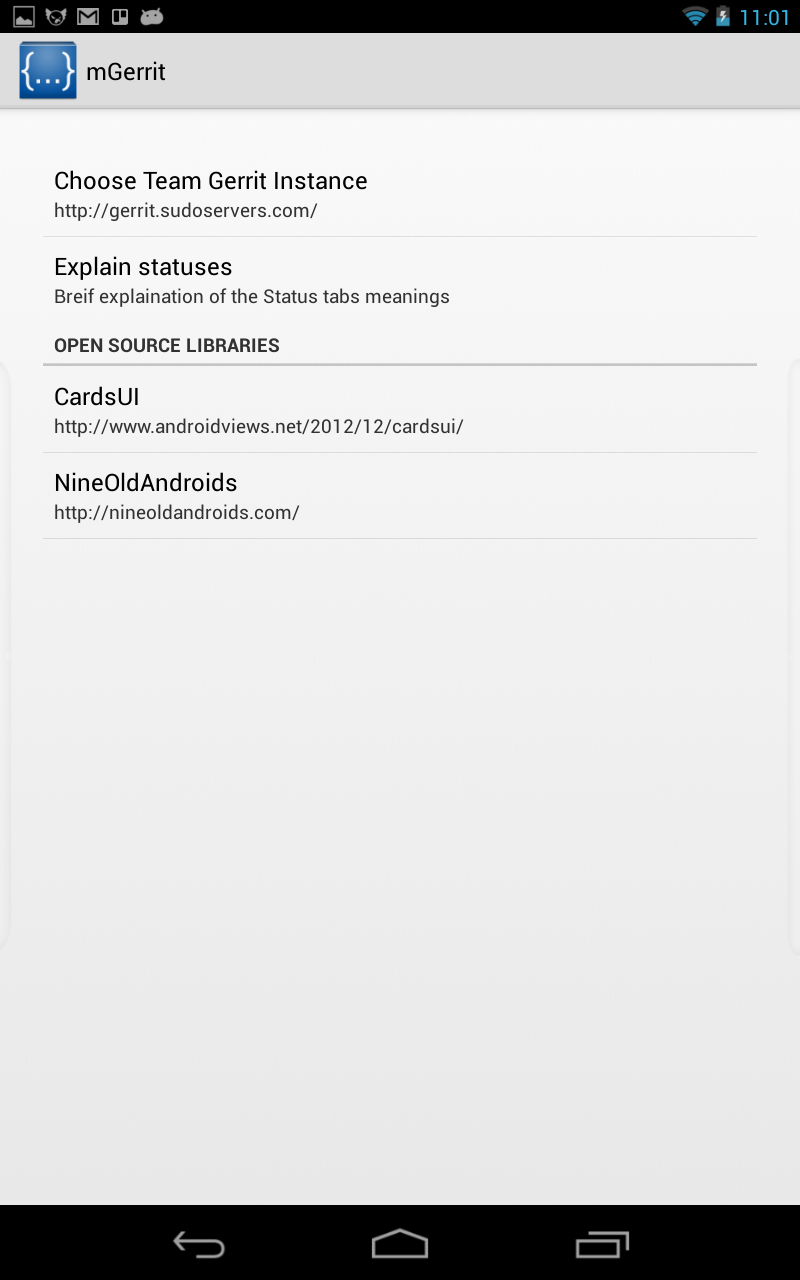 11:01
{...} mGerrit
Choose Team Gerrit Instance
http://gerrit.sudoservers.com/
Explain statuses
Breif explaination of the Status tabs meanings
OPEN SOURCE LIBRARIES
CardsUI
http://www.androidviews.net/2012/12/cardsui/
NineOldAndroids
http://nineoldandroids.com/